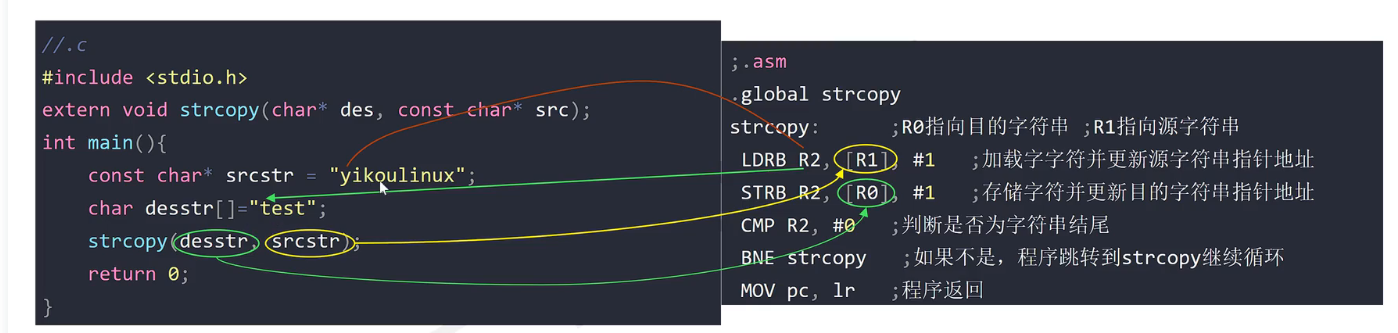 //.c
#include <stdio.h>
extern void strcopy(char* des, const char* src);
int main(){
const char* srcstr = "yikoulinux";
char desstr[]="test";
strcopy(desstr, srcstr);
return 0;
}
;.asm
.global strcopy
strcopy: ;R0指向目的字符串 ;R1指向源字符串
LDRB R2, [R1], #1 ;加载字字符并更新源字符串指针地址
STRB R2, [R0], #1 ;存储字符并更新目的字符串指针地址
CMP R2, #0 ;判断是否为字符串结尾
BNE strcopy ;如果不是，程序跳转到strcopy继续循环
MOV pc, lr ;程序返回